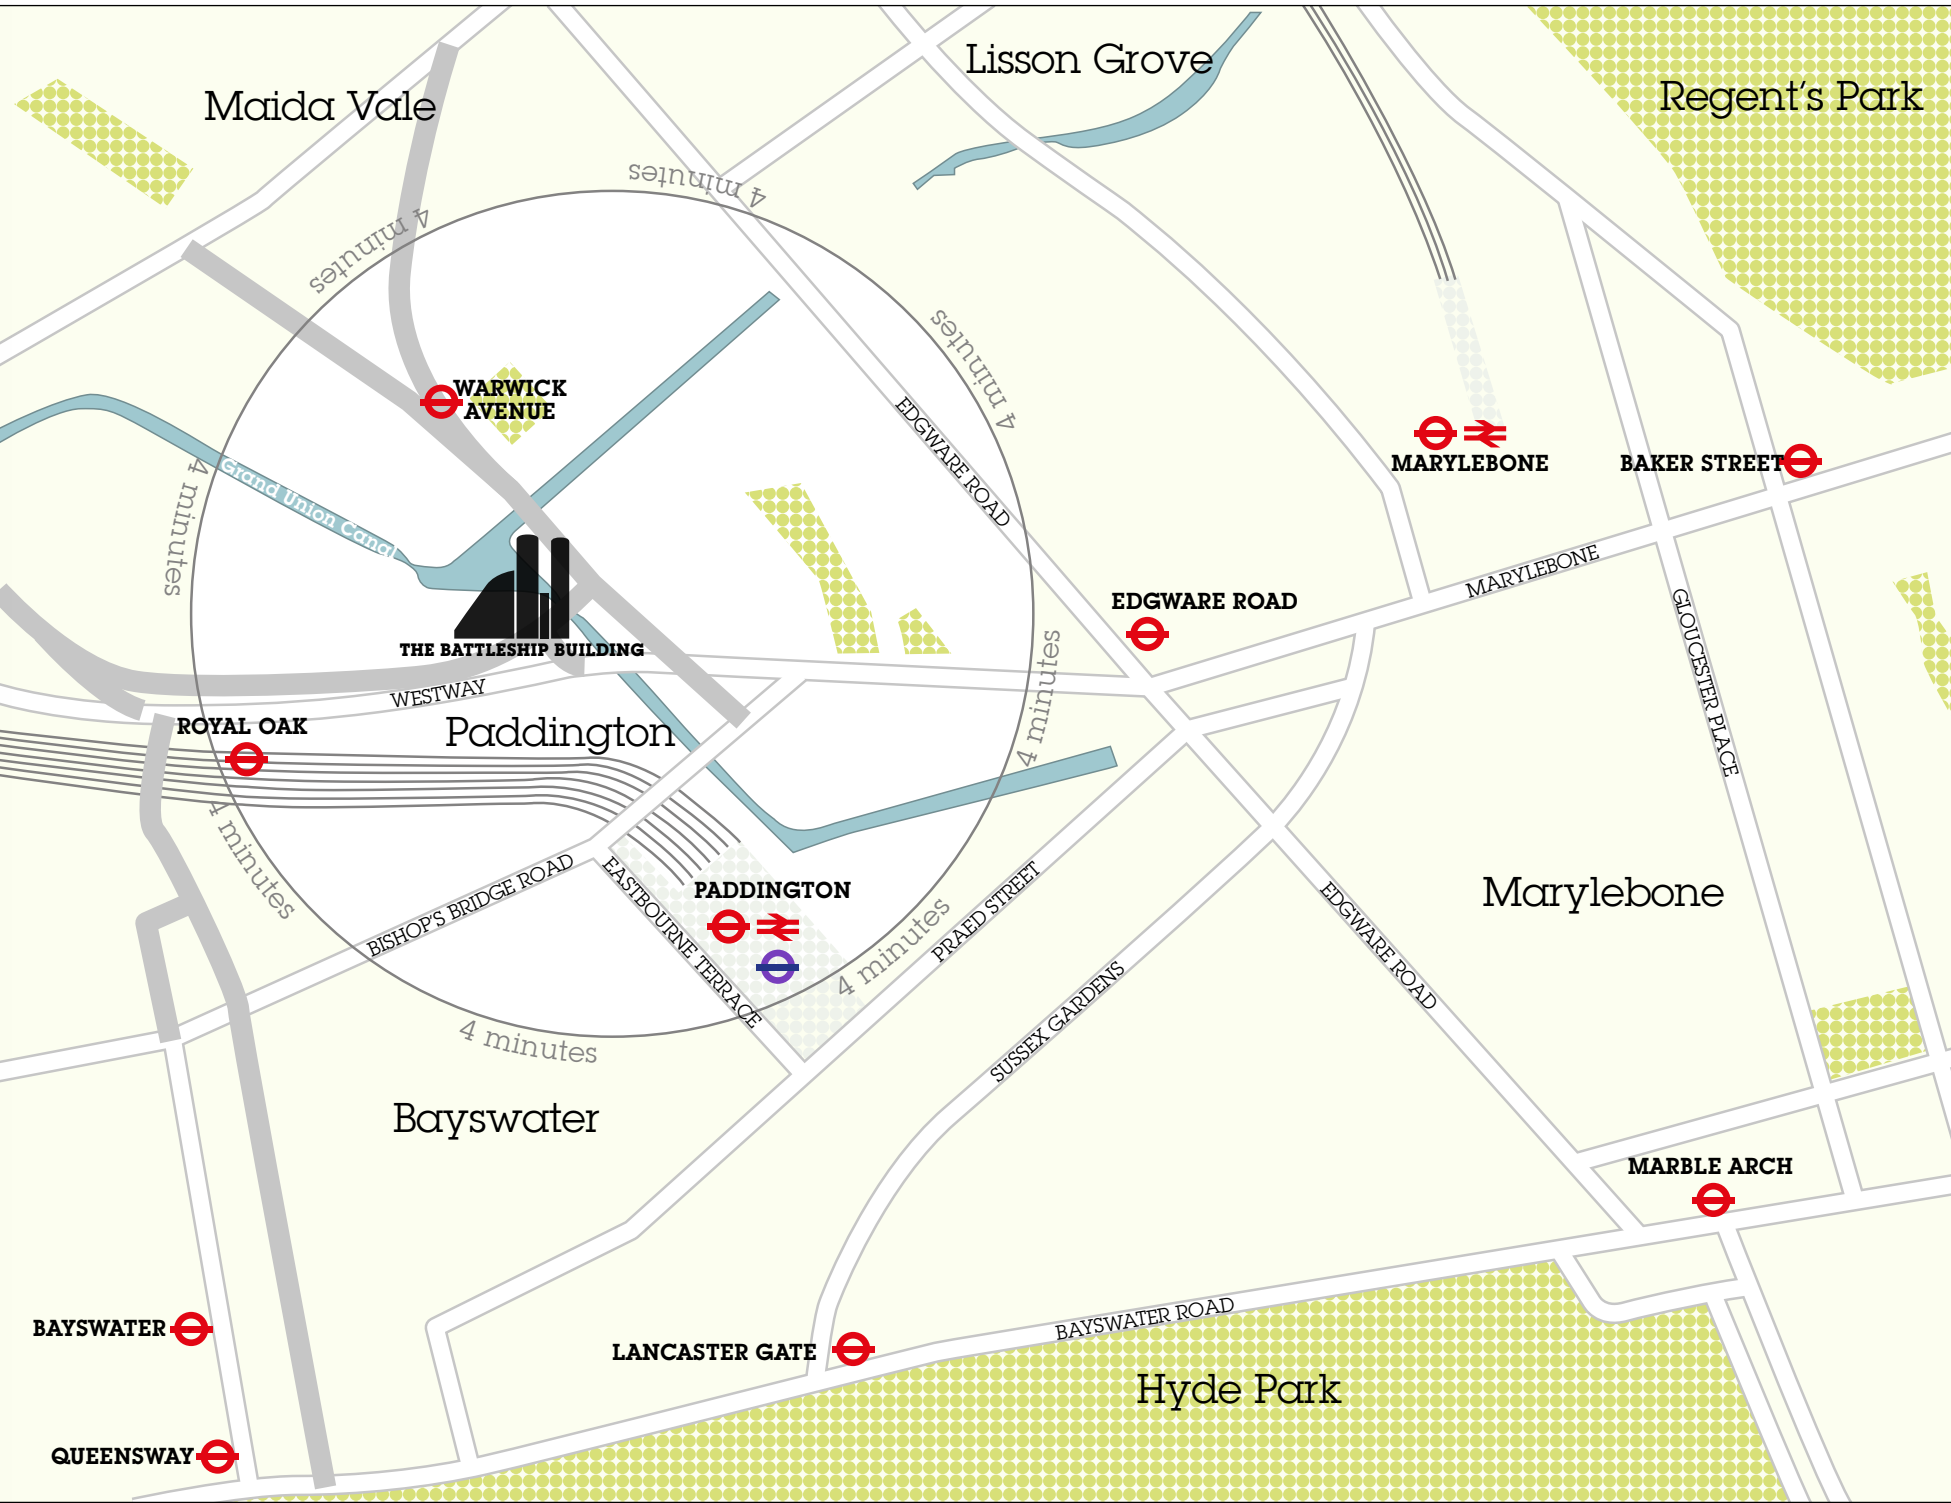 Lisson Grove
Maida Vale
Regent's Park
4 minutes
4 minutes
4 minutes
4 minutes
4 minutes
4 minutes
4 minutes
4 minutes
4 minutes
WARWICK
AVENUE
EDGWARE ROAD
Grand Union Canal
MARYLEBONE
BAKER STREET
MARYLEBONE
EDGWARE ROAD
GLOUCESTER PLACE
THE BATTLESHIP BUILDING
WESTWAY
ROYAL OAK
Paddington
BISHOP'S BRIDGE ROAD
EASTBOURNE TERRACE
PADDINGTON
PRAED STREET
EDGWARE ROAD
Marylebone
SUSSEX GARDENS
Bayswater
MARBLE ARCH
BAYSWATER
LANCASTER GATE
BAYSWATER ROAD
Hyde Park
QUEENSWAY